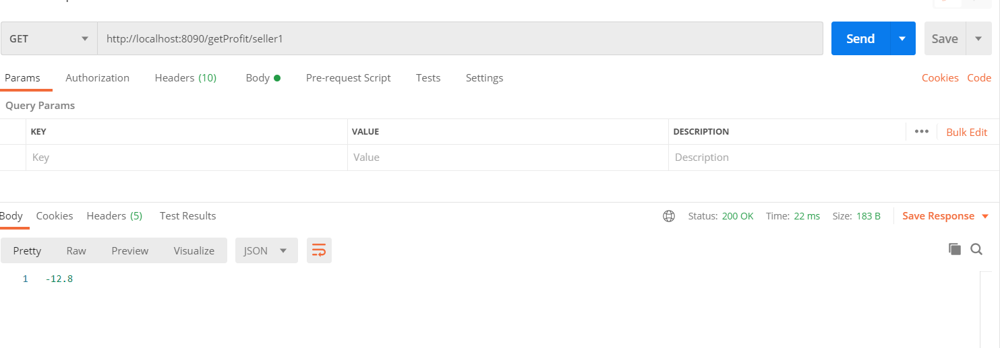 GET http://localhost:8090/getProfit/seller1 Send Save
Params Authorization Headers (10) Body Pre-request Script Tests Settings Cookies Code
Query Params
KEY VALUE DESCRIPTION ••• Bulk Edit
Key Value Description
Body Cookies Headers (5) Test Results Status: 200 OK Time: 22 ms Size: 183 B Save Response
Pretty Raw Preview Visualize JSON
1 -12.8